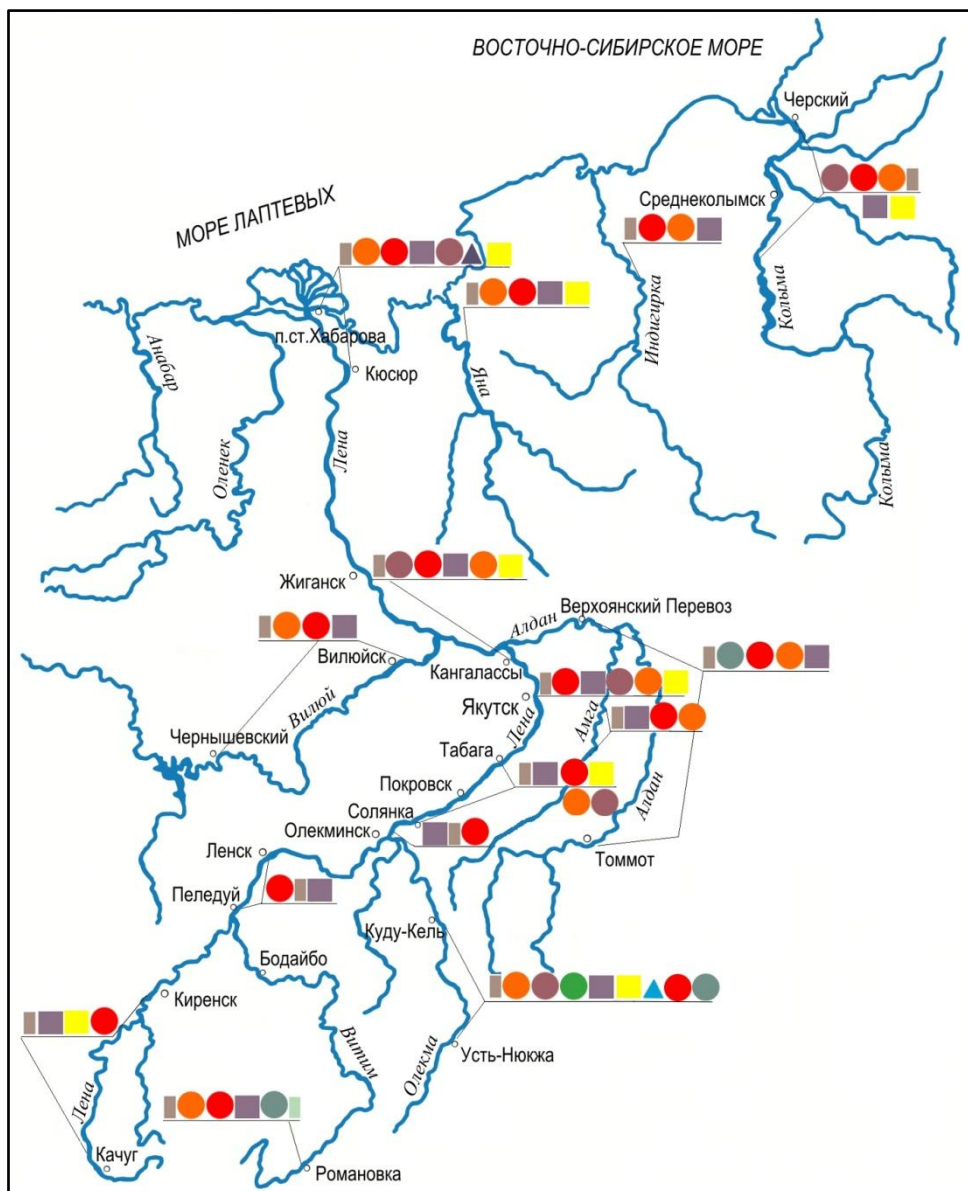 ВОСТОЧНО-СИБИРСКОЕ МОРЕ
Черский
Среднеколымск
МОРЕ ЛАПТЕВЫХ
Колыма
Индигирка
п.ст.Хабарова
Анабар
Кюсюр
Яна
Оленек
Лена
Колыма
Жиганск
Верхоянский Перевоз
Алдан
Вилюйск
Кангалассы
Якутск
Вилюй
Лена
Амга
Чернышевский
Табага
Алдан
Покровск
Солянка
Олекминск
Томмот
Ленск
Пеледуй
Куду-Кель
Бодайбо
Киренск
Витим
Олекма
Усть-Нюкжа
Лена
Качуг
Романовка